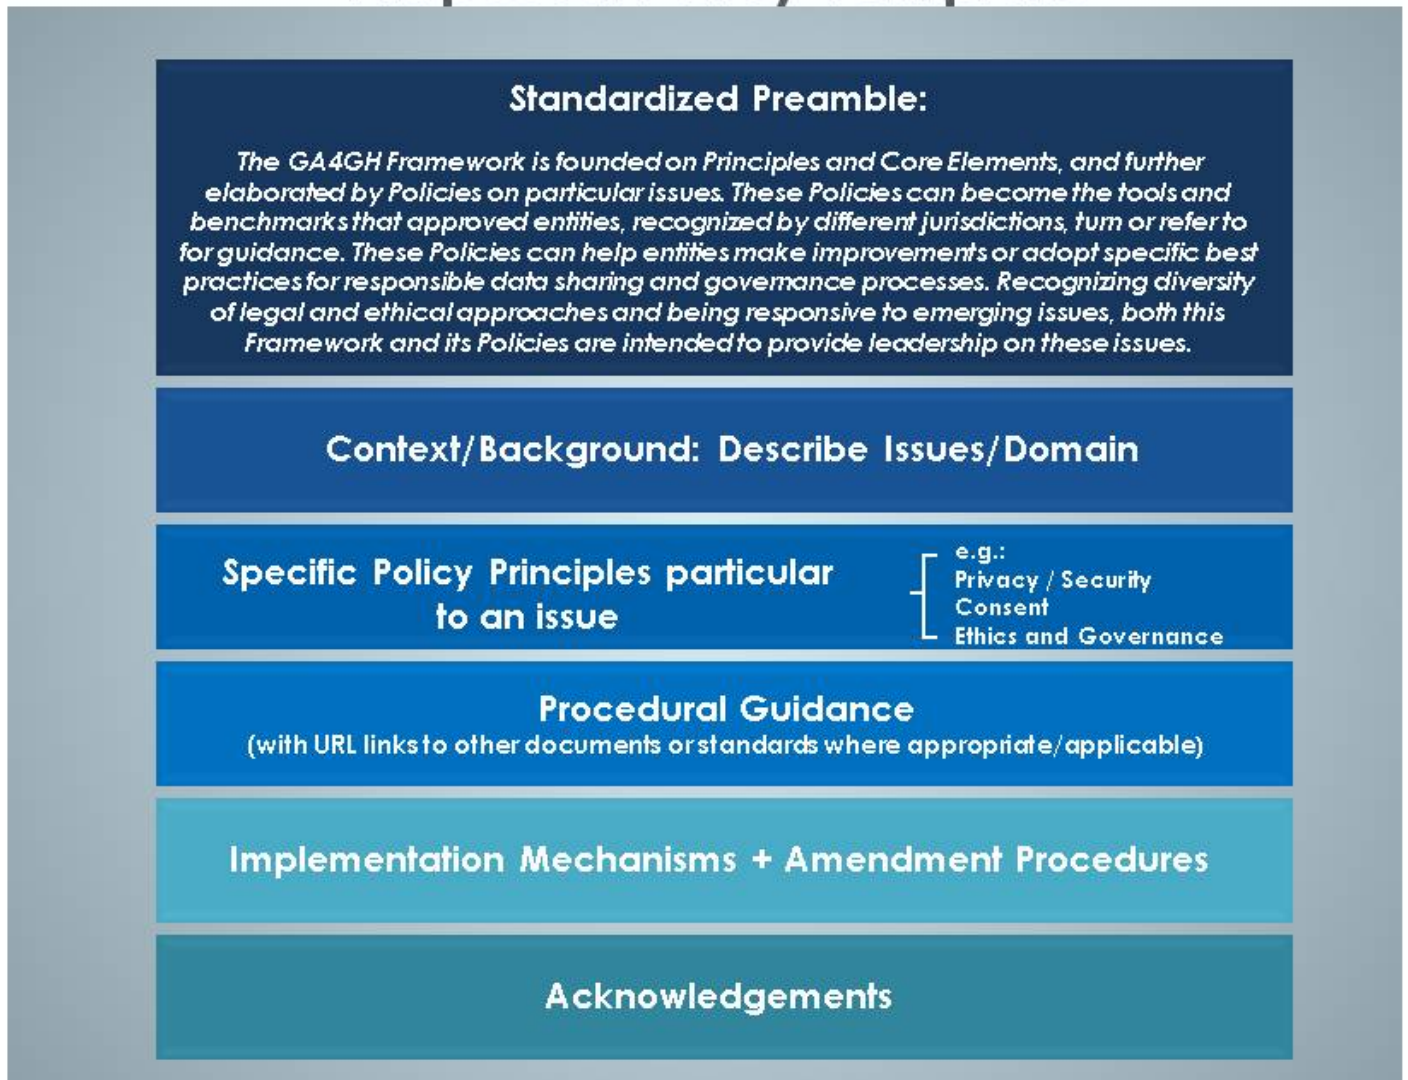 Standardized Preamble:
The GA4GH Framework is founded on Principles and Core Elements, and further
elaborated by Policies on particular issues. These Policies can become the tools and
benchmarks that approved entities, recognized by different jurisdictions, turn or refer to
for guidance. These Policies can help entities make improvements or adopt specific best
practices for responsible data sharing and governance processes. Recognizing diversity
of legal and ethical approaches and being responsive to emerging issues, both this
Framework and its Policies are intended to provide leadership on these issues.
Context/Background: Describe Issues/Domain
Specific Policy Principles particular
to an issue
e.g.:
Privacy / Security
Consent
Ethics and Governance
Procedural Guidance
(with URL links to other documents or standards where appropriate/applicable)
Implementation Mechanisms + Amendment Procedures
Acknowledgements